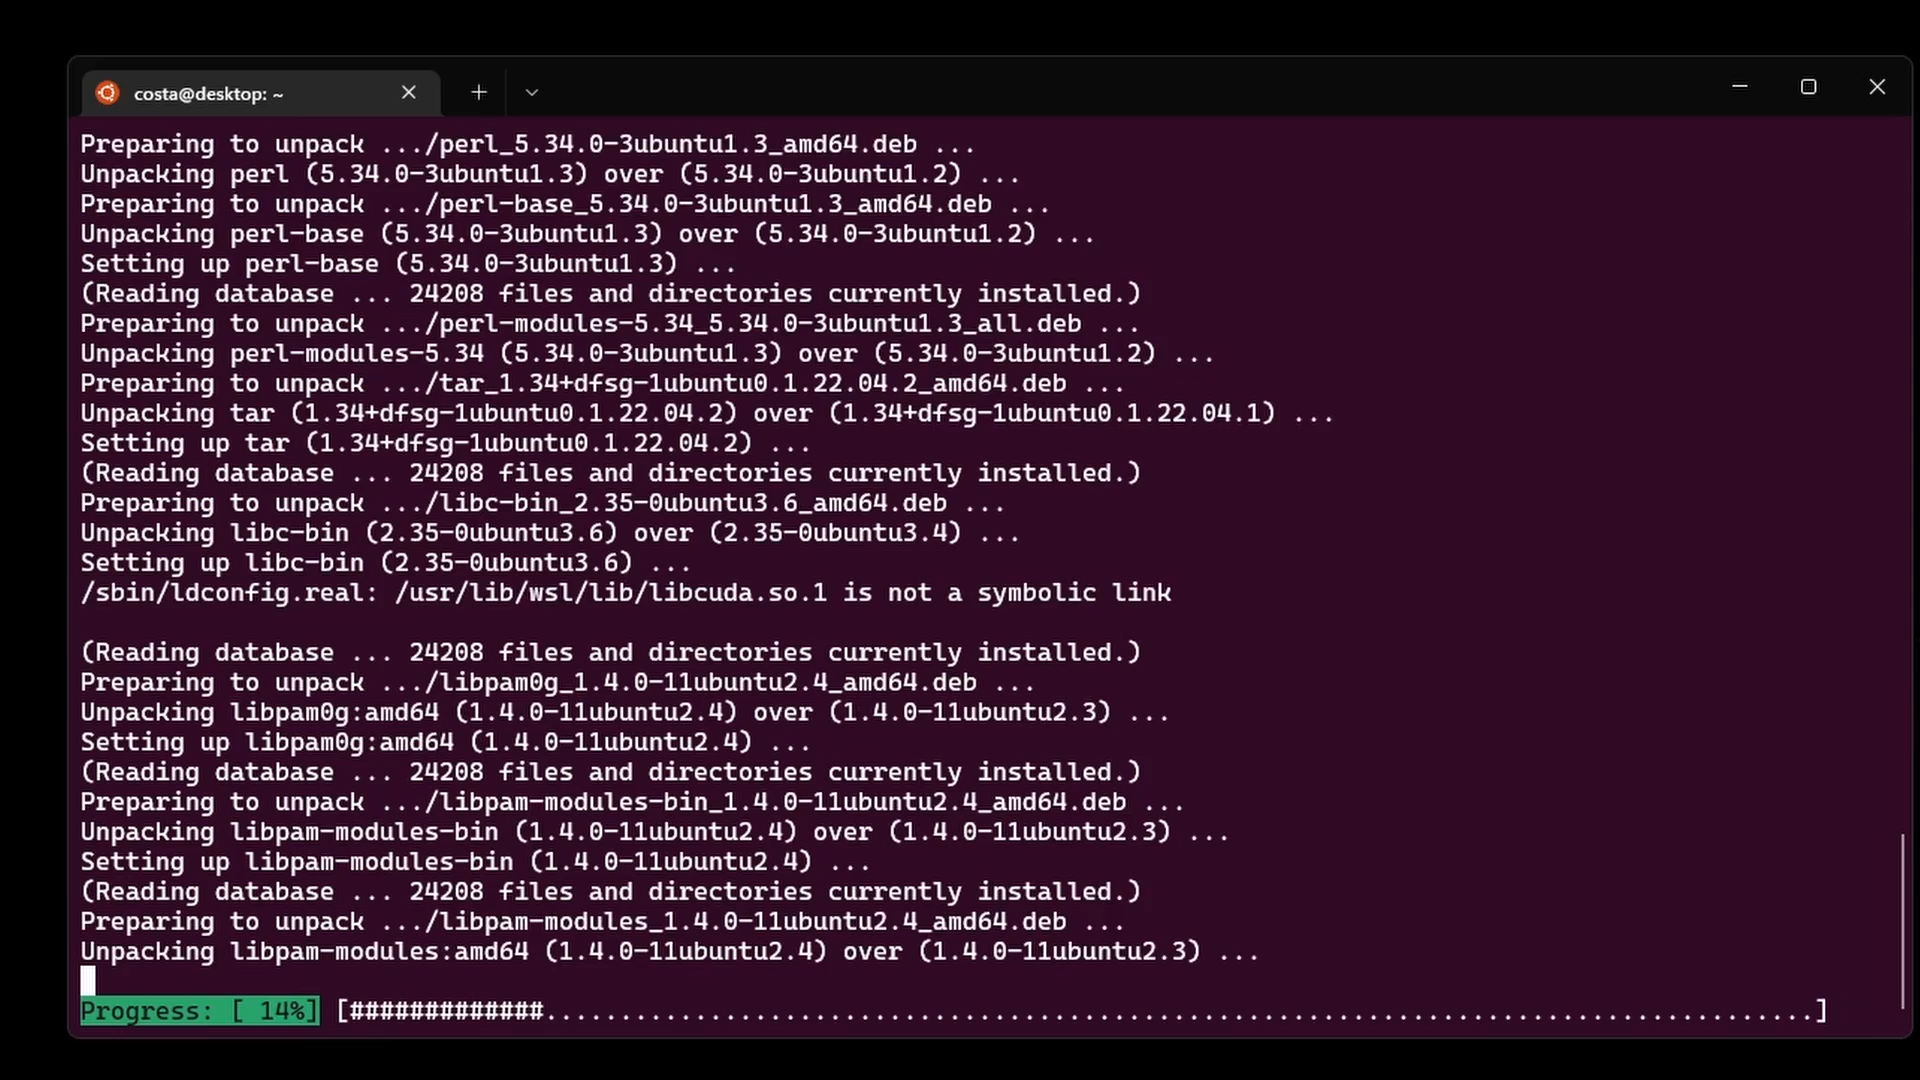 costa@desktop: ~
Preparing to unpack .../perl_5.34.0-3ubuntu1.3_amd64.deb ...
Unpacking perl (5.34.0-3ubuntu1.3) over (5.34.0-3ubuntu1.2) ...
Preparing to unpack .../perl-base_5.34.0-3ubuntu1.3_amd64.deb ...
Unpacking perl-base (5.34.0-3ubuntu1.3) over (5.34.0-3ubuntu1.2) ...
Setting up perl-base (5.34.0-3ubuntu1.3) ...
(Reading database ... 24208 files and directories currently installed.)
Preparing to unpack .../perl-modules-5.34_5.34.0-3ubuntu1.3_all.deb ...
Unpacking perl-modules-5.34 (5.34.0-3ubuntu1.3) over (5.34.0-3ubuntu1.2) ...
Preparing to unpack .../tar_1.34+dfsg-1ubuntu0.1.22.04.2_amd64.deb ...
Unpacking tar (1.34+dfsg-1ubuntu0.1.22.04.2) over (1.34+dfsg-1ubuntu0.1.22.04.1) ...
Setting up tar (1.34+dfsg-1ubuntu0.1.22.04.2) ...
(Reading database ... 24208 files and directories currently installed.)
Preparing to unpack .../libc-bin_2.35-0ubuntu3.6_amd64.deb ...
Unpacking libc-bin (2.35-0ubuntu3.6) over (2.35-0ubuntu3.4) ...
Setting up libc-bin (2.35-0ubuntu3.6) ...
/sbin/ldconfig.real: /usr/lib/wsl/lib/libcuda.so.1 is not a symbolic link
(Reading database ... 24208 files and directories currently installed.)
Preparing to unpack .../libpam0g_1.4.0-11ubuntu2.4_amd64.deb ...
Unpacking libpam0g:amd64 (1.4.0-11ubuntu2.4) over (1.4.0-11ubuntu2.3) ...
Setting up libpam0g:amd64 (1.4.0-11ubuntu2.4) ...
(Reading database ... 24208 files and directories currently installed.)
Preparing to unpack .../libpam-modules-bin_1.4.0-11ubuntu2.4_amd64.deb ...
Unpacking libpam-modules-bin (1.4.0-11ubuntu2.4) over (1.4.0-11ubuntu2.3) ...
Setting up libpam-modules-bin (1.4.0-11ubuntu2.4) ...
(Reading database ... 24208 files and directories currently installed.)
Preparing to unpack .../libpam-modules_1.4.0-11ubuntu2.4_amd64.deb ...
Unpacking libpam-modules:amd64 (1.4.0-11ubuntu2.4) over (1.4.0-11ubuntu2.3) ...
Progress: [ 14%] [#############.....................................................................................]